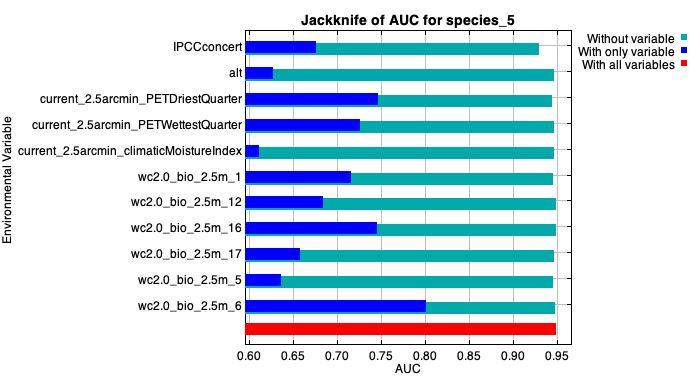 Jackknife of AUC for species_5
Without variable
With only variable
With all variables
Environmental Variable
IPCCconcert
alt
current_2.5arcmin_PETDriestQuarter
current_2.5arcmin_PETWettestQuarter
current_2.5arcmin_climaticMoistureIndex
wc2.0_bio_2.5m_1
wc2.0_bio_2.5m_12
wc2.0_bio_2.5m_16
wc2.0_bio_2.5m_17
wc2.0_bio_2.5m_5
wc2.0_bio_2.5m_6
0.60 0.65 0.70 0.75 0.80 0.85 0.90 0.95
AUC